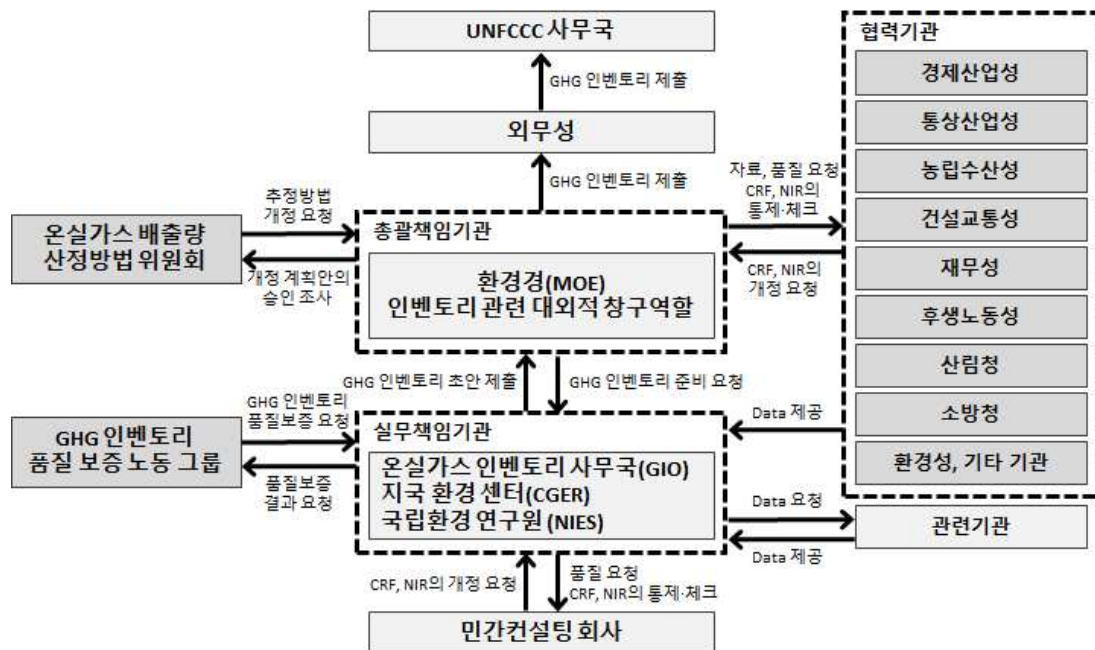 UNFCCC 사무국
GHG 인벤토리 제출
외무성
GHG 인벤토리 제출
추정방법
개정 요청
온실가스 배출량
산정방법 위원회
개정 계획안의
승인 조사
총괄책임기관
환경경(MOE)
인벤토리 관련 대외적 창구역할
자료, 품질 요청
CRF, NIR의
통제·체크
CRF, NIR의
개정 요청
협력기관
경제산업성
통상산업성
농립수산성
건설교통성
재무성
후생노동성
산림청
소방청
환경성, 기타 기관
GHG 인벤토리 초안 제출
GHG 인벤토리 준비 요청
GHG 인벤토리
품질보증 요청
GHG 인벤토리
품질 보증 노동 그룹
품질보증
결과 요청
실무책임기관
온실가스 인벤토리 사무국(GIO)
지국 환경 센터(CGER)
국립환경 연구원 (NIES)
Data 제공
Data 요청
관련기관
Data 제공
CRF, NIR의 개정 요청
품질 요청
CRF, NIR의 통제·체크
민간컨설팅 회사